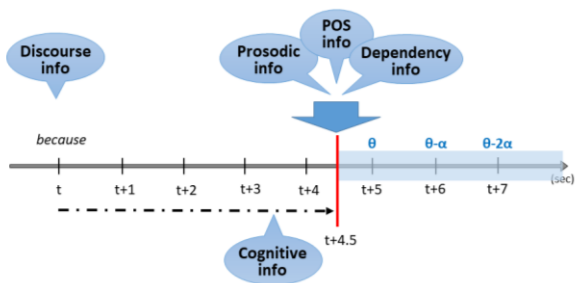 Discourse
info
Prosodic
info
POS
info
Dependency
info
because
θ
θ-α
θ-2α
t
t+1
t+2
t+3
t+4
t+5
t+6
t+7
(sec)
t+4.5
Cognitive
info